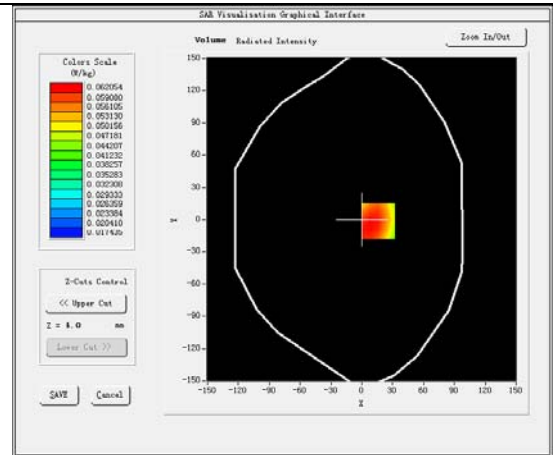 SAR Visualisation Graphical Interface
Volume Radiated Intensity
Zoom In/Out
Colors Scale
(W/kg)
0.062054
0.059080
0.056105
0.053130
0.050156
0.047181
0.044207
0.041232
0.038257
0.035283
0.032308
0.029333
0.026359
0.023384
0.020410
0.017435
Z-Cuts Control
<< Upper Cut
Z = 4.0 mm
Lower Cut >>
SAVE
Cancel
150
120
90
60
30
0
-30
-60
-90
-120
-150
Y
-150 -120 -90 -60 -30 0 30 60 90 120 150
X